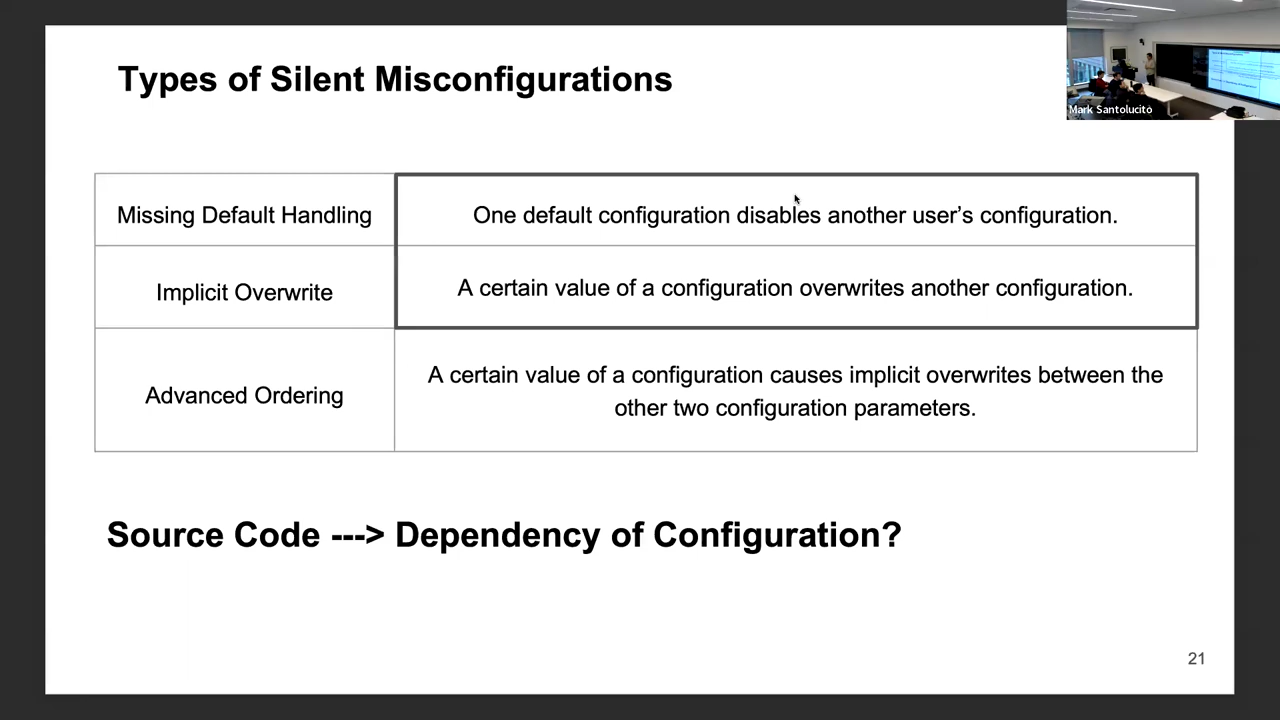 Types of Silent Misconfigurations
Mark Santolucito
Missing Default Handling
One default configuration disables another user’s configuration.
Implicit Overwrite
A certain value of a configuration overwrites another configuration.
Advanced Ordering
A certain value of a configuration causes implicit overwrites between the
other two configuration parameters.
Source Code ---> Dependency of Configuration?
21